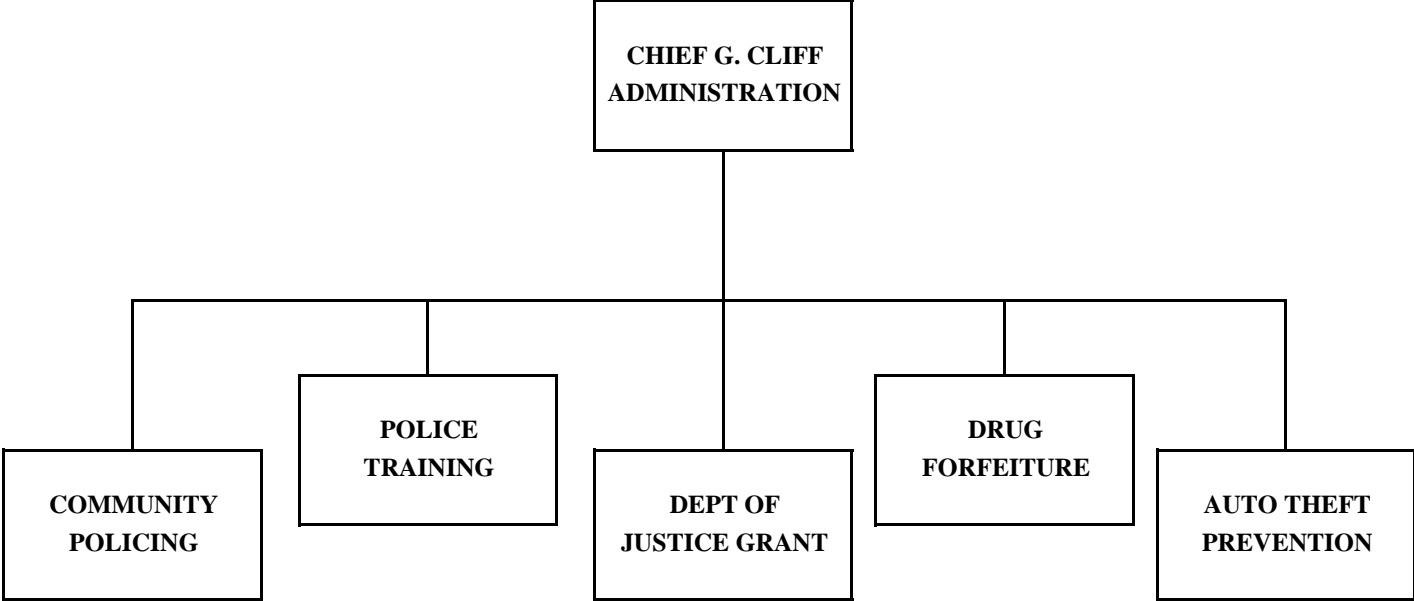 CHIEF G. CLIFF
ADMINISTRATION
COMMUNITY
POLICING
POLICE
TRAINING
DEPT OF
JUSTICE GRANT
DRUG
FORFEITURE
AUTO THEFT
PREVENTION